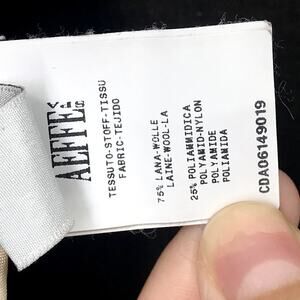 AEFFE
TESSUTO-STOFF-TISSU
FABRIC-TEJIDO
75% LANA-WOLLE
LAINE-WOOL-LA
25% POLIAMMIDICA
POLYAMID-NYLON
POLYAMIDE
POLIAMIDA
CDA06149019